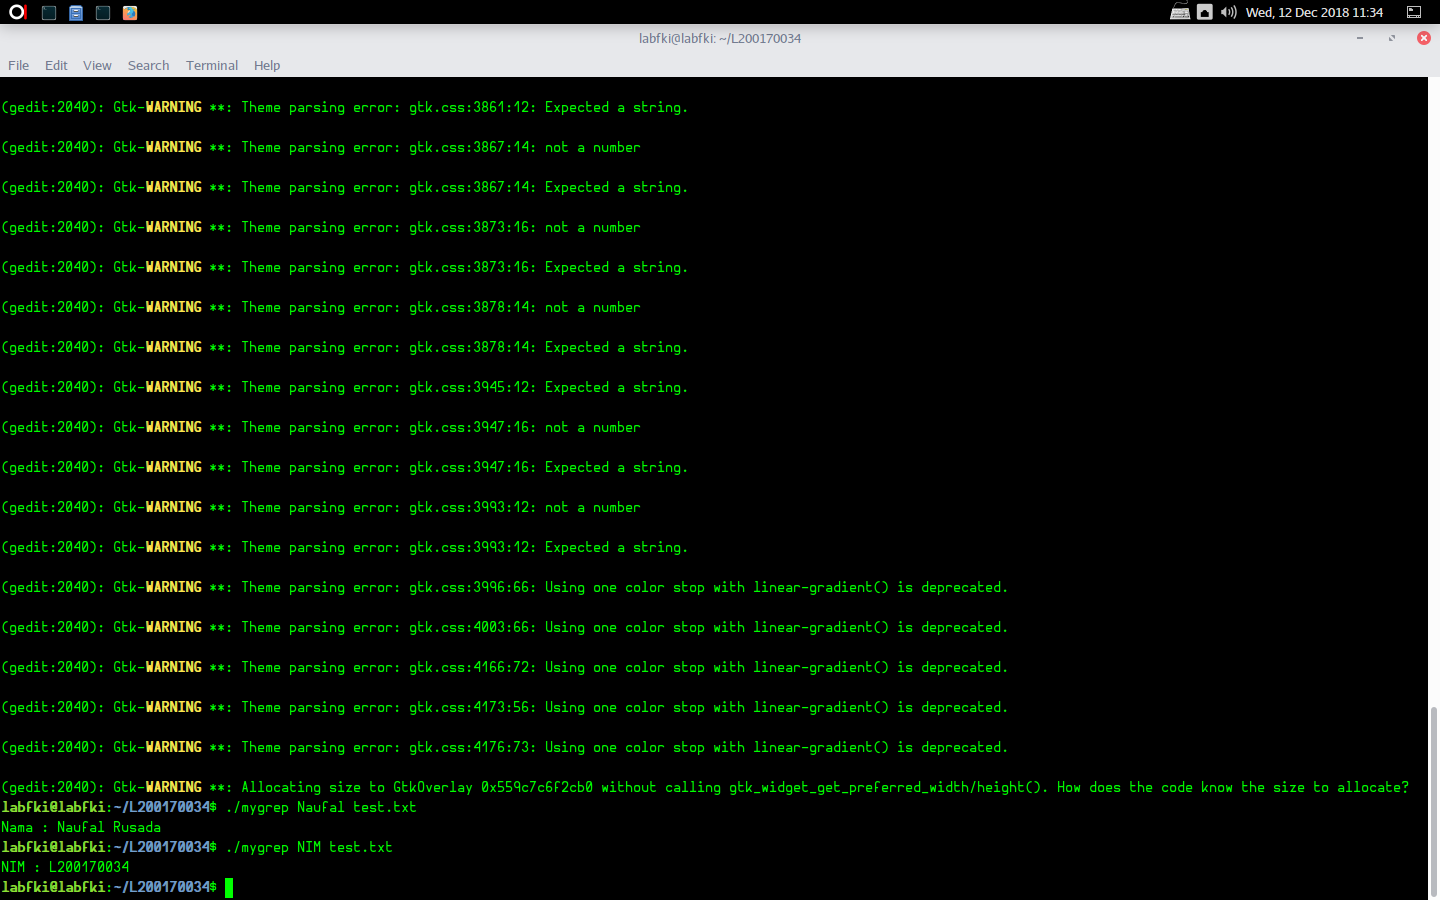 Wed, 12 Dec 2018 11:34
labfki@labfki: ~/L200170034
File Edit View Search Terminal Help
(gedit:2040): Gtk-WARNING **: Theme parsing error: gtk.css:3861:12: Expected a string.
(gedit:2040): Gtk-WARNING **: Theme parsing error: gtk.css:3867:14: not a number
(gedit:2040): Gtk-WARNING **: Theme parsing error: gtk.css:3867:14: Expected a string.
(gedit:2040): Gtk-WARNING **: Theme parsing error: gtk.css:3873:16: not a number
(gedit:2040): Gtk-WARNING **: Theme parsing error: gtk.css:3873:16: Expected a string.
(gedit:2040): Gtk-WARNING **: Theme parsing error: gtk.css:3878:14: not a number
(gedit:2040): Gtk-WARNING **: Theme parsing error: gtk.css:3878:14: Expected a string.
(gedit:2040): Gtk-WARNING **: Theme parsing error: gtk.css:3945:12: Expected a string.
(gedit:2040): Gtk-WARNING **: Theme parsing error: gtk.css:3947:16: not a number
(gedit:2040): Gtk-WARNING **: Theme parsing error: gtk.css:3947:16: Expected a string.
(gedit:2040): Gtk-WARNING **: Theme parsing error: gtk.css:3993:12: not a number
(gedit:2040): Gtk-WARNING **: Theme parsing error: gtk.css:3993:12: Expected a string.
(gedit:2040): Gtk-WARNING **: Theme parsing error: gtk.css:3996:66: Using one color stop with linear-gradient() is deprecated.
(gedit:2040): Gtk-WARNING **: Theme parsing error: gtk.css:4003:66: Using one color stop with linear-gradient() is deprecated.
(gedit:2040): Gtk-WARNING **: Theme parsing error: gtk.css:4166:72: Using one color stop with linear-gradient() is deprecated.
(gedit:2040): Gtk-WARNING **: Theme parsing error: gtk.css:4173:56: Using one color stop with linear-gradient() is deprecated.
(gedit:2040): Gtk-WARNING **: Theme parsing error: gtk.css:4176:73: Using one color stop with linear-gradient() is deprecated.
(gedit:2040): Gtk-WARNING **: Allocating size to GtkOverlay 0x559c7c6f2cb0 without calling gtk_widget_get_preferred_width/height(). How does the code know the size to allocate?
labfki@labfki:~/L200170034$ ./mygrep Naufal test.txt
Nama : Naufal Rusada
labfki@labfki:~/L200170034$ ./mygrep NIM test.txt
NIM : L200170034
labfki@labfki:~/L200170034$